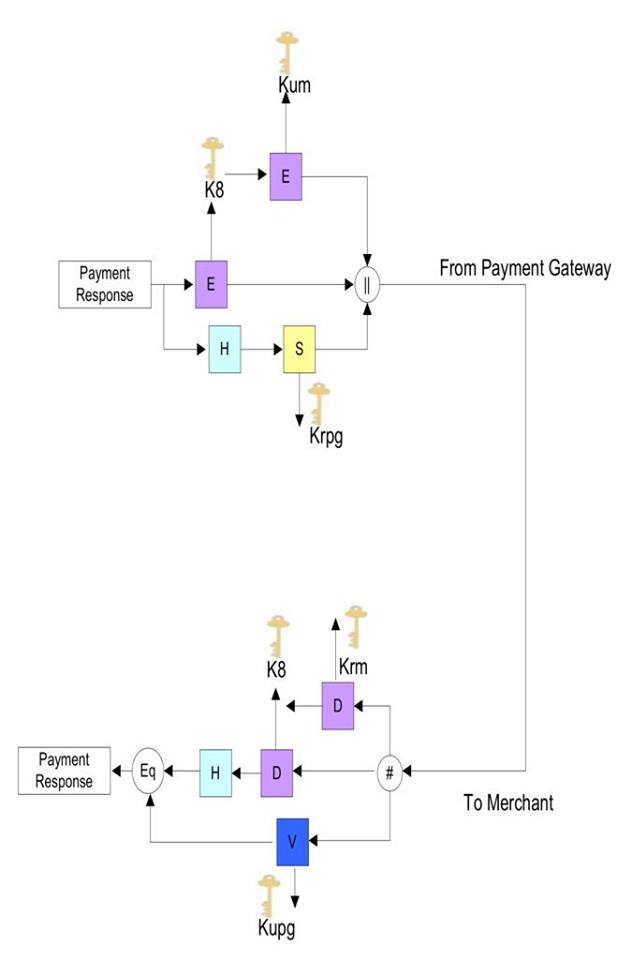 Kum
K8
E
Payment
Response
E
||
From Payment Gateway
H
S
Krpg
K8
Krm
D
Payment
Response
Eq
H
D
#
To Merchant
V
Kupg